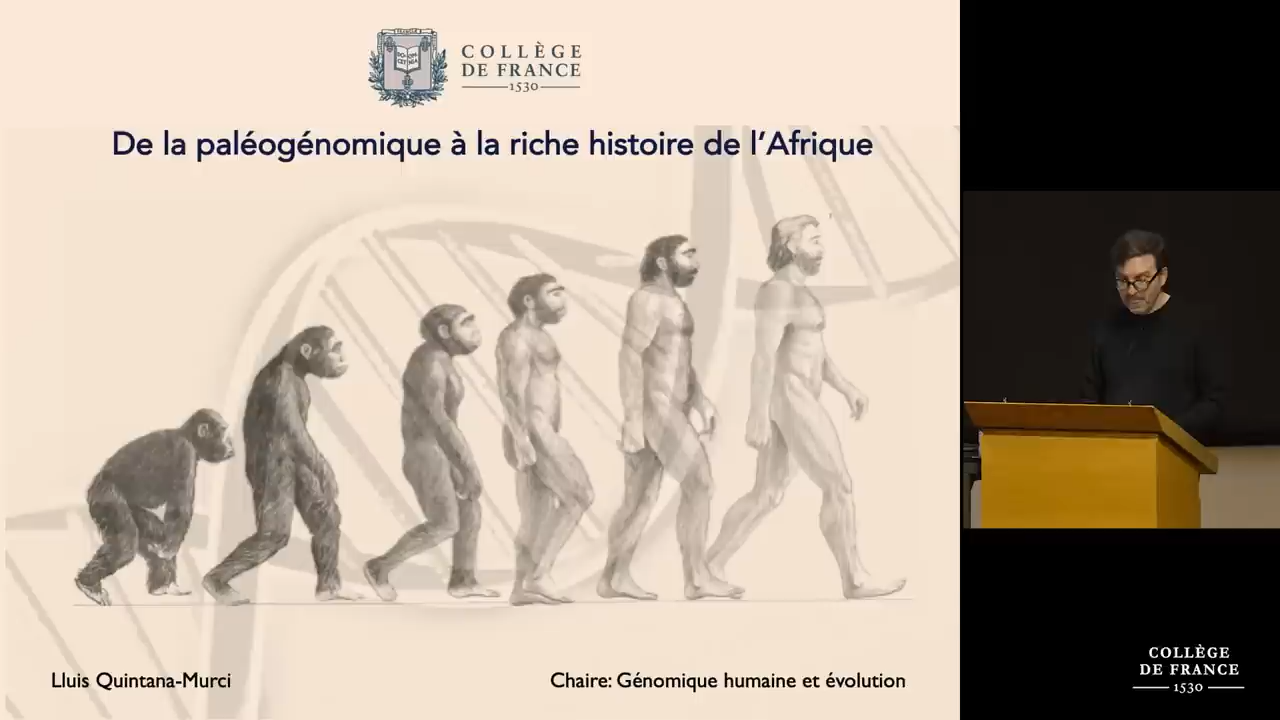 COLLÈGE
DE FRANCE
1530
De la paléogénomique à la riche histoire de l'Afrique
Lluis Quintana-Murci
Chaire: Génomique humaine et évolution
COLLÈGE
DE FRANCE
1530